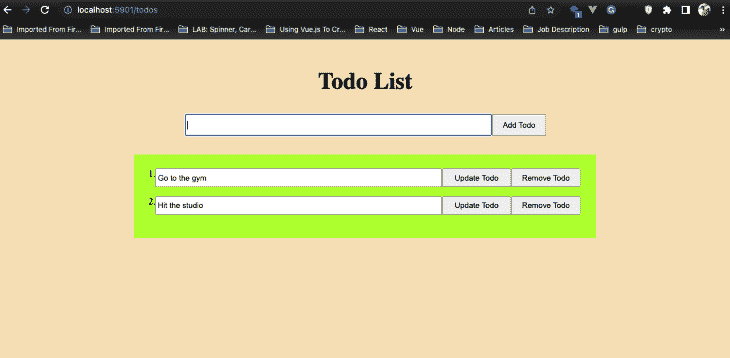 localhost:5901/todos
1
Imported From Fir... Imported From Fir... LAB: Spinner, Car... Using Vue.js To Cr... React Vue Node Articles Job Description gulp crypto »
Todo List
Add Todo
1. Go to the gym Update Todo Remove Todo
2. Hit the studio Update Todo Remove Todo